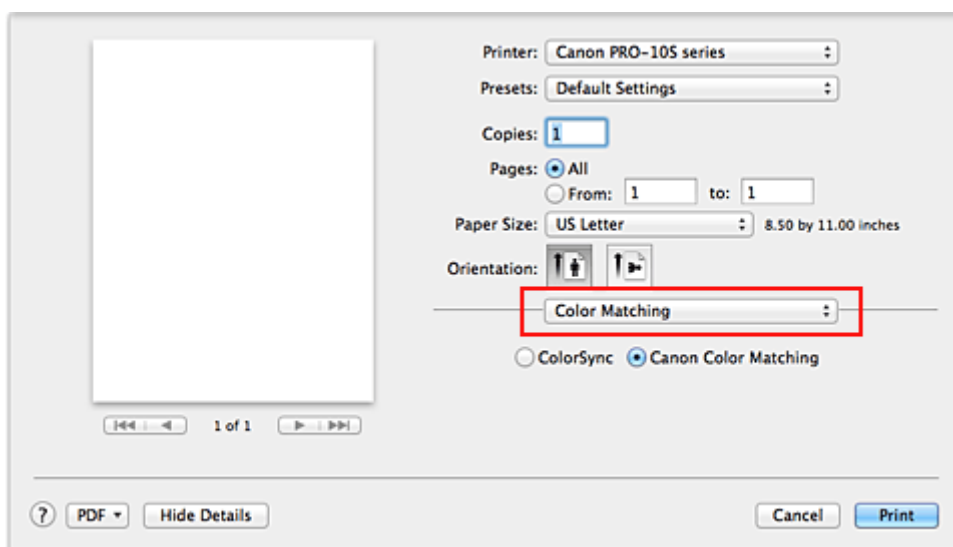 Printer: Canon PRO-10S series
Presets: Default Settings
Copies: 1
Pages: All
From: 1 to: 1
Paper Size: US Letter 8.50 by 11.00 inches
Orientation:
Color Matching
ColorSync Canon Color Matching
1 of 1
? PDF Hide Details Cancel Print